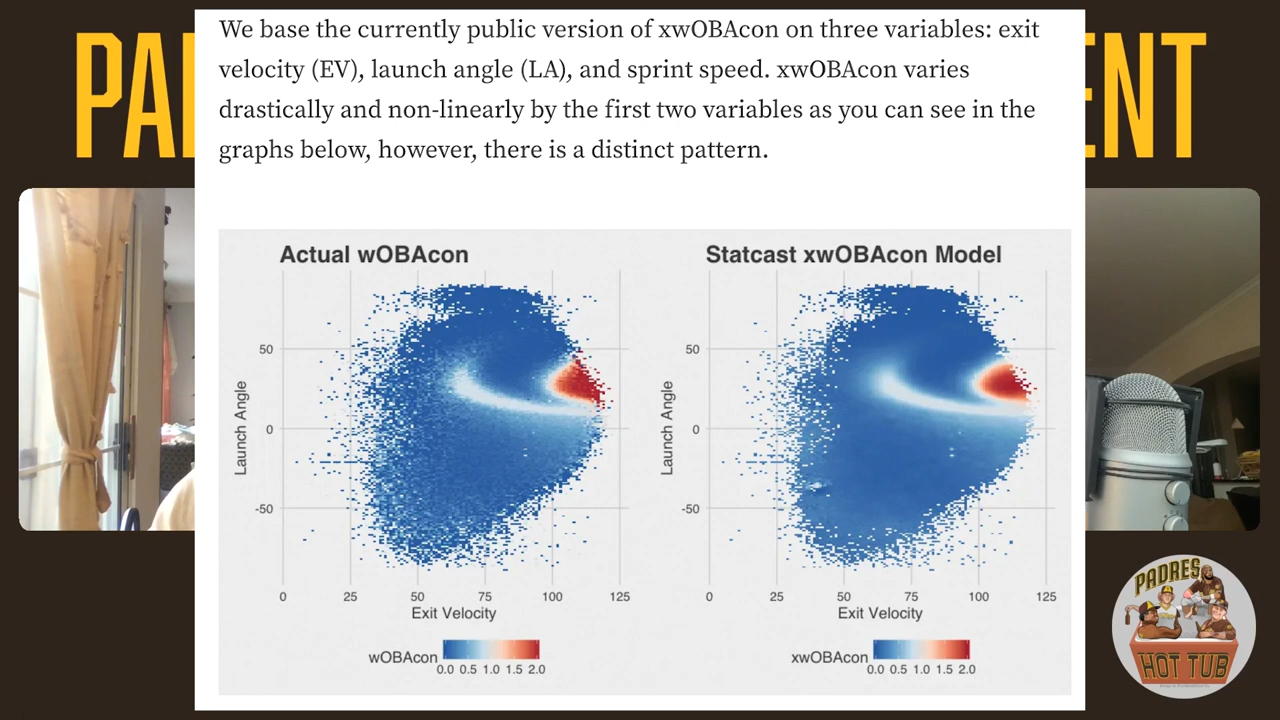 PA
ENT
We base the currently public version of xwOBAcon on three variables: exit
velocity (EV), launch angle (LA), and sprint speed. xwOBAcon varies
drastically and non-linearly by the first two variables as you can see in the
graphs below, however, there is a distinct pattern.
Actual wOBAcon
50
0
-50
Launch Angle
0 25 50 75 100 125
Exit Velocity
wOBAcon
0.0 0.5 1.0 1.5 2.0
Statcast xwOBAcon Model
50
0
-50
Launch Angle
0 25 50 75 100 125
Exit Velocity
xwOBAcon
0.0 0.5 1.0 1.5 2.0
PADRES
HOT TUB